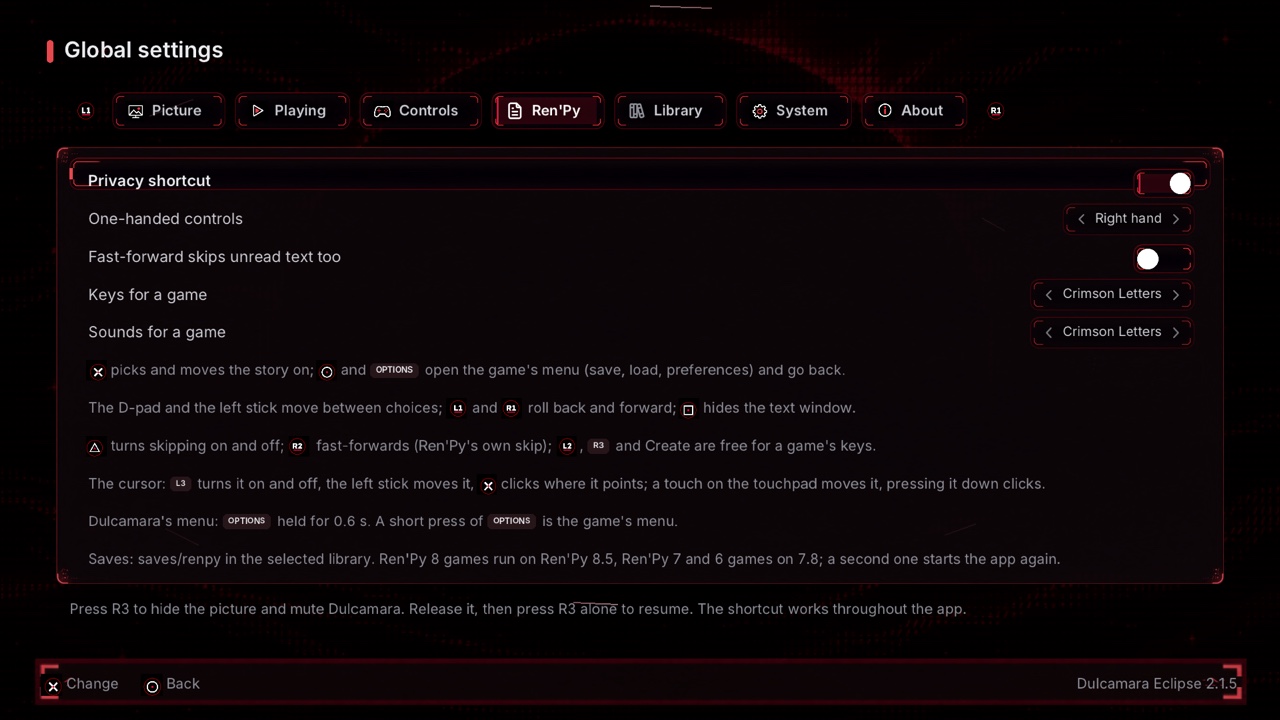 Global settings
L1 Picture Playing Controls Ren'Py Library System About R1
Privacy shortcut
One-handed controls Right hand
Fast-forward skips unread text too
Keys for a game Crimson Letters
Sounds for a game Crimson Letters
picks and moves the story on; and OPTIONS open the game's menu (save, load, preferences) and go back.
The D-pad and the left stick move between choices; L1 and R1 roll back and forward; hides the text window.
turns skipping on and off; R2 fast-forwards (Ren'Py's own skip); L2 , R3 and Create are free for a game's keys.
The cursor: L3 turns it on and off, the left stick moves it, clicks where it points; a touch on the touchpad moves it, pressing it down clicks.
Dulcamara's menu: OPTIONS held for 0.6 s. A short press of OPTIONS is the game's menu.
Saves: saves/renpy in the selected library. Ren'Py 8 games run on Ren'Py 8.5, Ren'Py 7 and 6 games on 7.8; a second one starts the app again.
Press R3 to hide the picture and mute Dulcamara. Release it, then press R3 alone to resume. The shortcut works throughout the app.
Change Back Dulcamara Eclipse 2.1.5